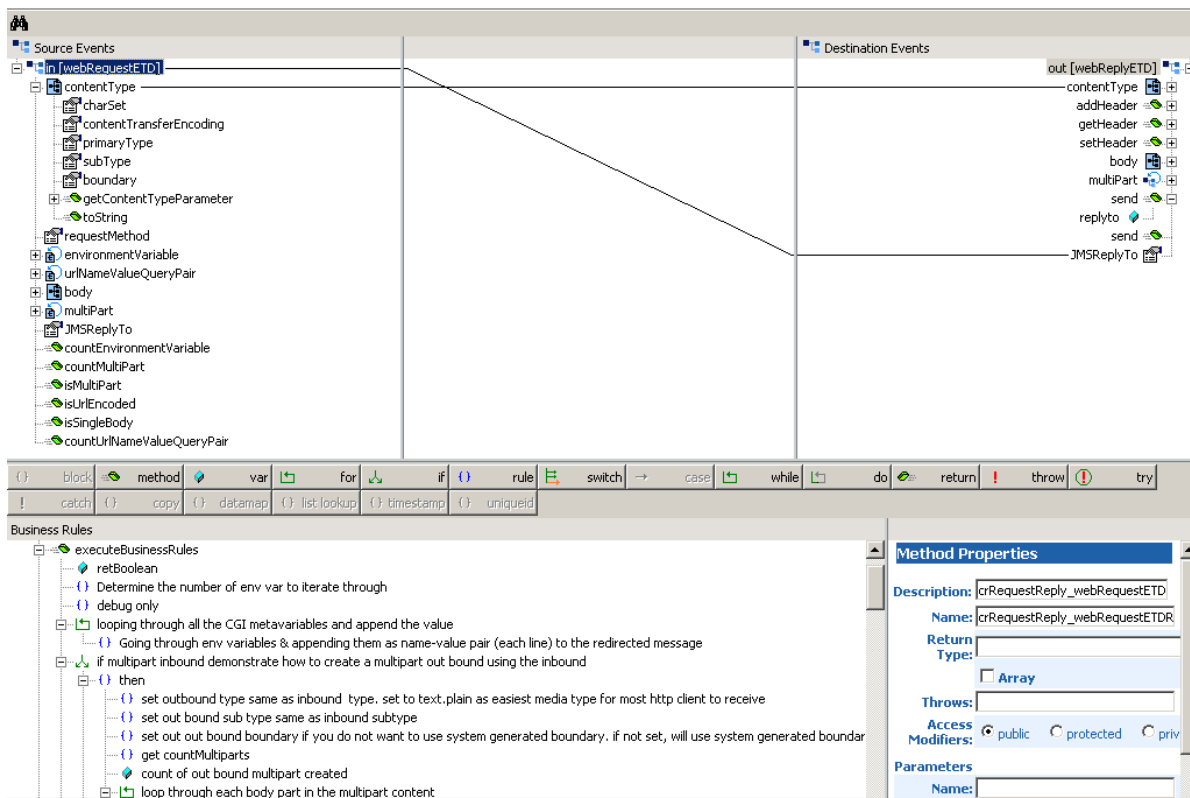 Source Events
Destination Events
in [webRequestETD]
out [webReplyETD]
contentType
contentType
charSet
addHeader
contentTransferEncoding
getHeader
primaryType
setHeader
subType
body
boundary
multiPart
getContentTypeParameter
send
toString
replyto
requestMethod
send
environmentVariable
JMSReplyTo
urlNameValueQueryPair
body
multiPart
JMSReplyTo
countEnvironmentVariable
countMultiPart
isMultiPart
isUrlEncoded
isSingleBody
countUrlNameValueQueryPair
{} block method var for if {} rule switch → case while do return ! throw try
! catch {} copy {} datamap {} list lookup {} timestamp {} uniqueid
Business Rules
executeBusinessRules
retBoolean
{} Determine the number of env var to iterate through
{} debug only
looping through all the CGI metavariables and append the value
{} Going through env variables & appending them as name-value pair (each line) to the redirected message
if multipart inbound demonstrate how to create a multipart out bound using the inbound
{} then
{} set outbound type same as inbound type. set to text.plain as easiest media type for most http client to receive
{} set out bound sub type same as inbound subtype
{} set out out bound boundary if you do not want to use system generated boundary. if not set, will use system generated boundar
{} get countMultiparts
count of out bound multipart created
loop through each body part in the multipart content
Method Properties
Description: crRequestReply_webRequestETD
Name: crRequestReply_webRequestETDR
Return
Type:
Array
Throws:
Access
Modifiers: public protected priv
Parameters
Name: